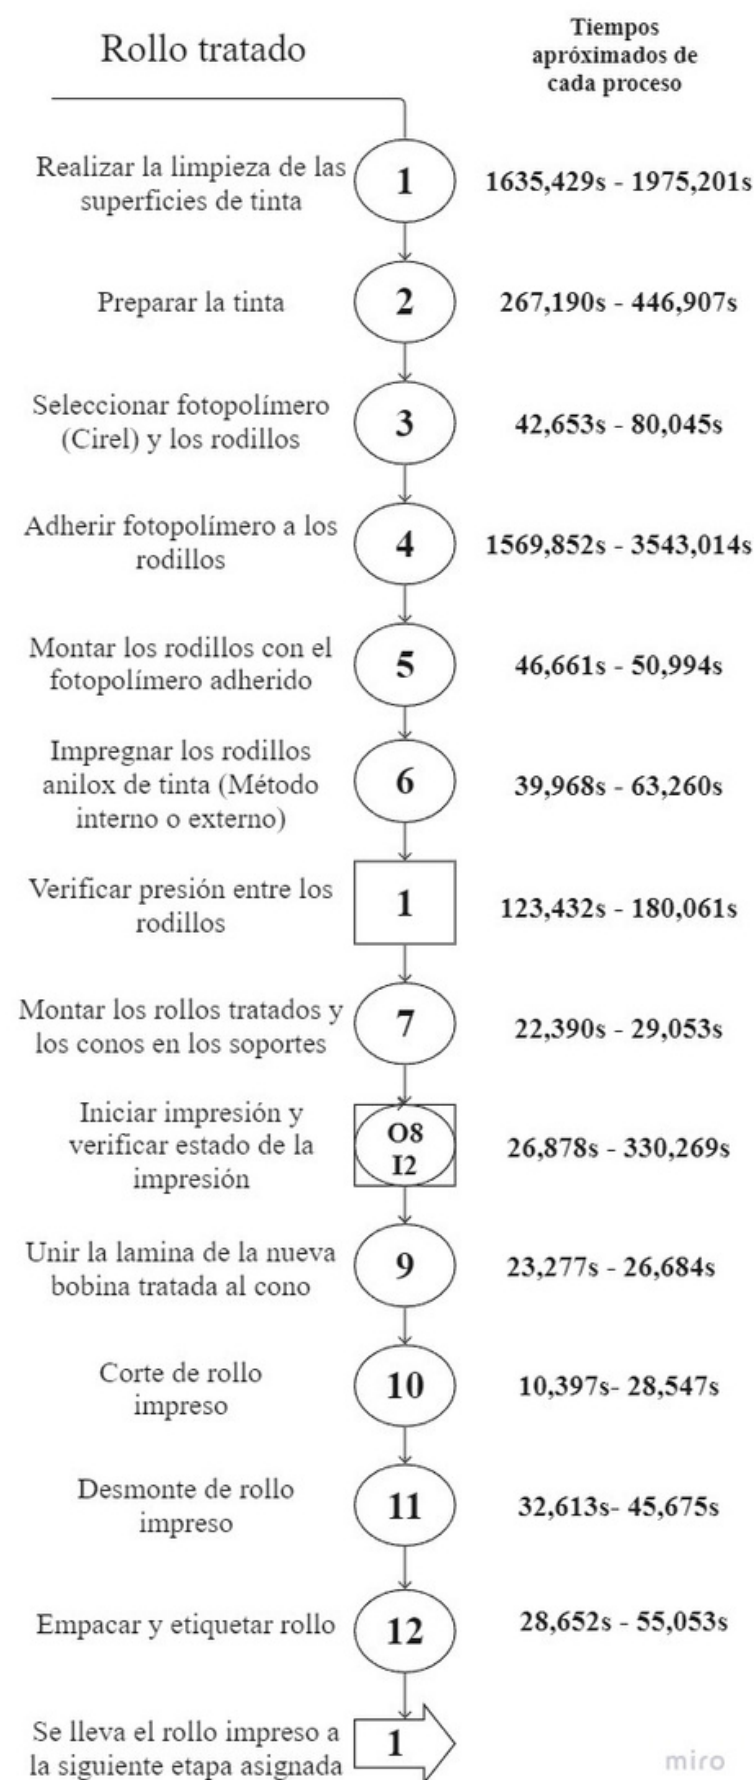 Rollo tratado
Tiempos
apróximados de
cada proceso
Realizar la limpieza de las
superficies de tinta
1
1635,429s - 1975,201s
Preparar la tinta
2
267,190s - 446,907s
Seleccionar fotopolímero
(Cirel) y los rodillos
3
42,653s - 80,045s
Adherir fotopolímero a los
rodillos
4
1569,852s - 3543,014s
Montar los rodillos con el
fotopolímero adherido
5
46,661s - 50,994s
Impregnar los rodillos
anilox de tinta (Método
interno o externo)
6
39,968s - 63,260s
Verificar presión entre los
rodillos
1
123,432s - 180,061s
Montar los rollos tratados y
los conos en los soportes
7
22,390s - 29,053s
Iniciar impresión y
verificar estado de la
impresión
O8
I2
26,878s - 330,269s
Unir la lamina de la nueva
bobina tratada al cono
9
23,277s - 26,684s
Corte de rollo
impreso
10
10,397s- 28,547s
Desmonte de rollo
impreso
11
32,613s- 45,675s
Empacar y etiquetar rollo
12
28,652s - 55,053s
Se lleva el rollo impreso a
la siguiente etapa asignada
1
miro